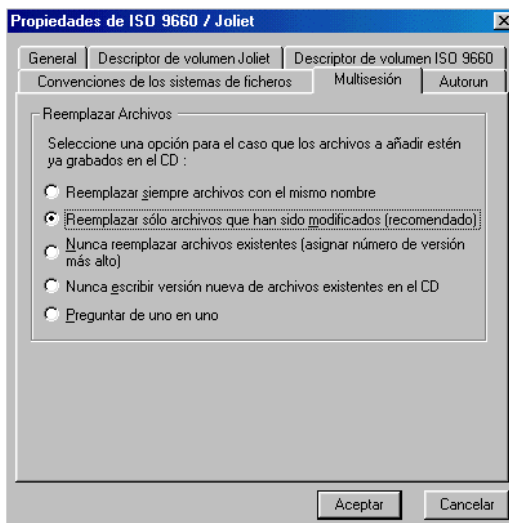 Propiedades de ISO 9660 / Joliet
General Descriptor de volumen Joliet Descriptor de volumen ISO 9660
Convenciones de los sistemas de ficheros Multisesión Autorun
Reemplazar Archivos
Seleccione una opción para el caso que los archivos a añadir estén
ya grabados en el CD :
Reemplazar siempre archivos con el mismo nombre
Reemplazar sólo archivos que han sido modificados (recomendado)
Nunca reemplazar archivos existentes (asignar número de versión
más alto)
Nunca escribir versión nueva de archivos existentes en el CD
Preguntar de uno en uno
Aceptar Cancelar